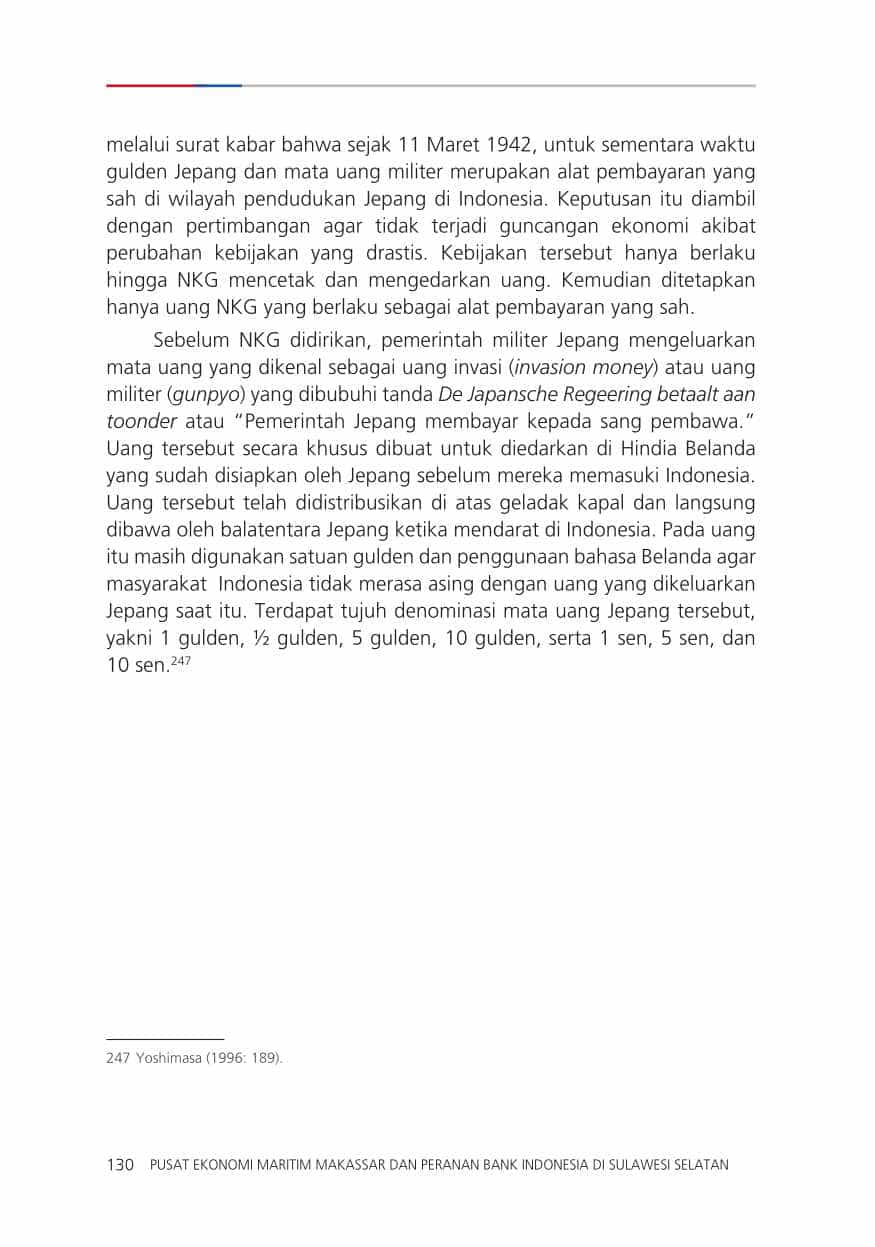 melalui surat kabar bahwa sejak 11 Maret 1942, untuk sementara waktu
gulden Jepang dan mata uang militer merupakan alat pembayaran yang
sah di wilayah pendudukan Jepang di Indonesia. Keputusan itu diambil
dengan pertimbangan agar tidak terjadi guncangan ekonomi akibat
perubahan kebijakan yang drastis. Kebijakan tersebut hanya berlaku
hingga NKG mencetak dan mengedarkan uang. Kemudian ditetapkan
hanya uang NKG yang berlaku sebagai alat pembayaran yang sah.
Sebelum NKG didirikan, pemerintah militer Jepang mengeluarkan
mata uang yang dikenal sebagai uang invasi (invasion money) atau uang
militer (gunpyo) yang dibubuhi tanda De Japansche Regeering betaalt aan
toonder atau “Pemerintah Jepang membayar kepada sang pembawa.”
Uang tersebut secara khusus dibuat untuk diedarkan di Hindia Belanda
yang sudah disiapkan oleh Jepang sebelum mereka memasuki Indonesia.
Uang tersebut telah didistribusikan di atas geladak kapal dan langsung
dibawa oleh balatentara Jepang ketika mendarat di Indonesia. Pada uang
itu masih digunakan satuan gulden dan penggunaan bahasa Belanda agar
masyarakat Indonesia tidak merasa asing dengan uang yang dikeluarkan
Jepang saat itu. Terdapat tujuh denominasi mata uang Jepang tersebut,
yakni 1 gulden, ½ gulden, 5 gulden, 10 gulden, serta 1 sen, 5 sen, dan
10 sen.247
247 Yoshimasa (1996: 189).
130 PUSAT EKONOMI MARITIM MAKASSAR DAN PERANAN BANK INDONESIA DI SULAWESI SELATAN